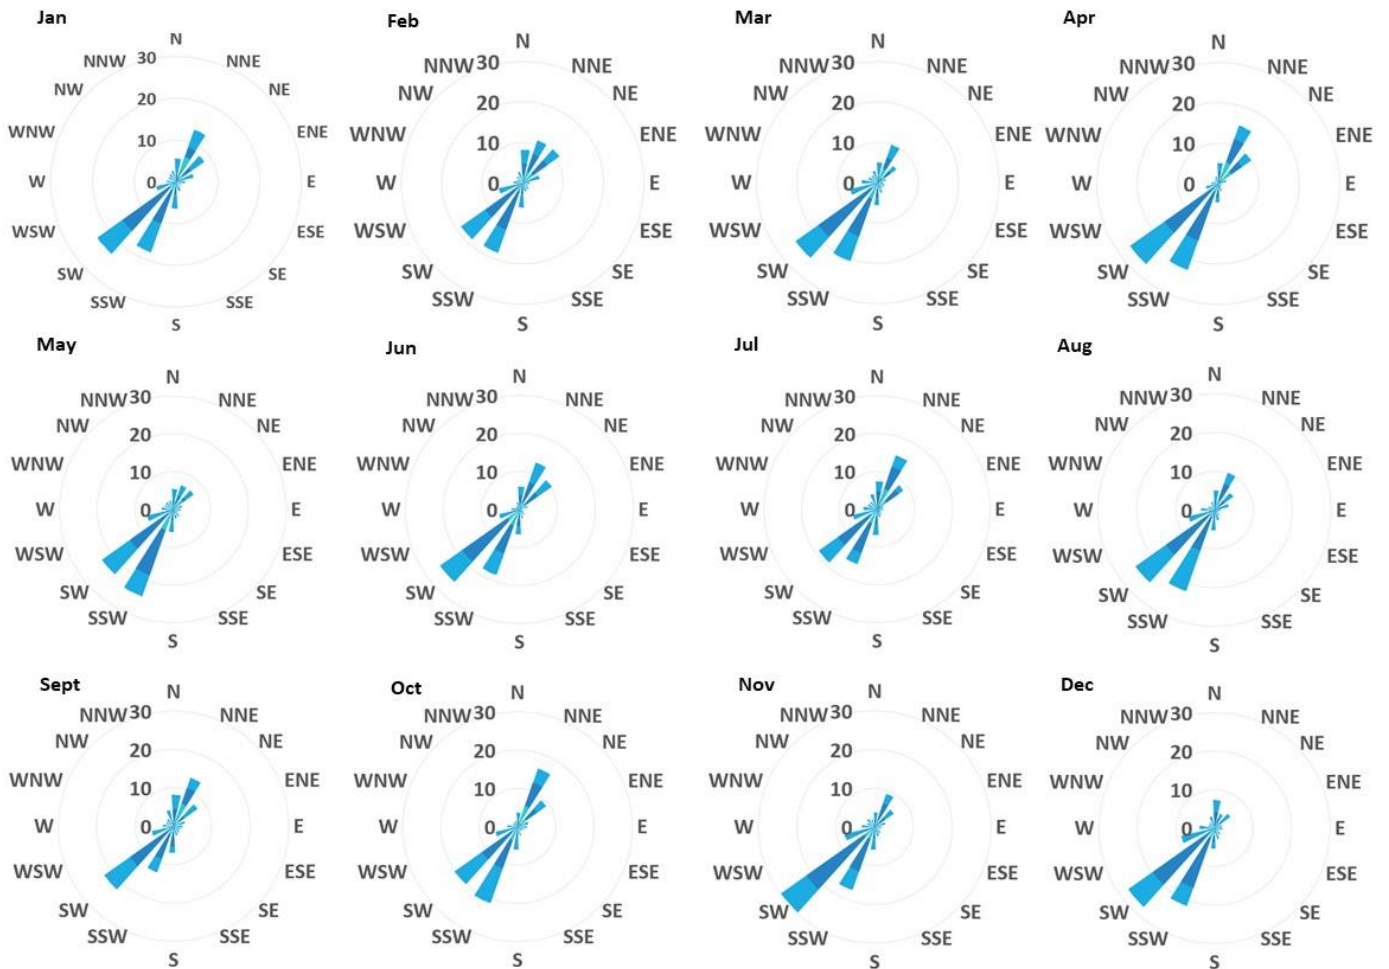 Jan
N
NNW 30 NNE
NW NE
20
WNW ENE
10
W 0 E
WSW ESE
SW SE
SSW SSE
S
Feb
N
NNW 30 NNE
NW NE
20
WNW ENE
10
W 0 E
WSW ESE
SW SE
SSW SSE
S
Mar
N
NNW 30 NNE
NW NE
20
WNW ENE
10
W 0 E
WSW ESE
SW SE
SSW SSE
S
Apr
N
NNW 30 NNE
NW NE
20
WNW ENE
10
W 0 E
WSW ESE
SW SE
SSW SSE
S
May
N
NNW 30 NNE
NW NE
20
WNW ENE
10
W 0 E
WSW ESE
SW SE
SSW SSE
S
Jun
N
NNW 30 NNE
NW NE
20
WNW ENE
10
W 0 E
WSW ESE
SW SE
SSW SSE
S
Jul
N
NNW 30 NNE
NW NE
20
WNW ENE
10
W 0 E
WSW ESE
SW SE
SSW SSE
S
Aug
N
NNW 30 NNE
NW NE
20
WNW ENE
10
W 0 E
WSW ESE
SW SE
SSW SSE
S
Sept
N
NNW 30 NNE
NW NE
20
WNW ENE
10
W 0 E
WSW ESE
SW SE
SSW SSE
S
Oct
N
NNW 30 NNE
NW NE
20
WNW ENE
10
W 0 E
WSW ESE
SW SE
SSW SSE
S
Nov
N
NNW 30 NNE
NW NE
20
WNW ENE
10
W 0 E
WSW ESE
SW SE
SSW SSE
S
Dec
N
NNW 30 NNE
NW NE
20
WNW ENE
10
W 0 E
WSW ESE
SW SE
SSW SSE
S